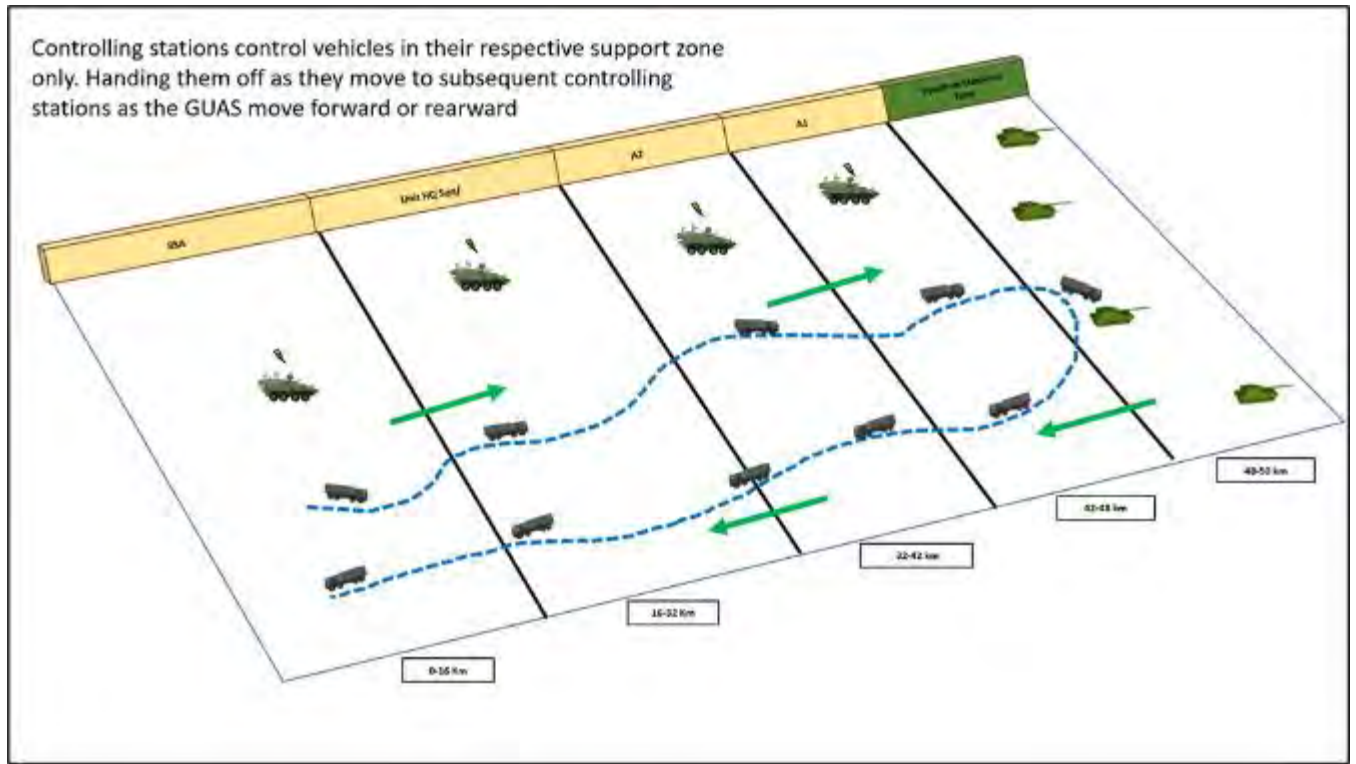 Controlling stations control vehicles in their respective support zone
only. Handing them off as they move to subsequent controlling
stations as the GUAS move forward or rearward
A1
A2
Unit HQ
48-50 km
42-48 km
32-42 km
16-32 Km
0-16 Km